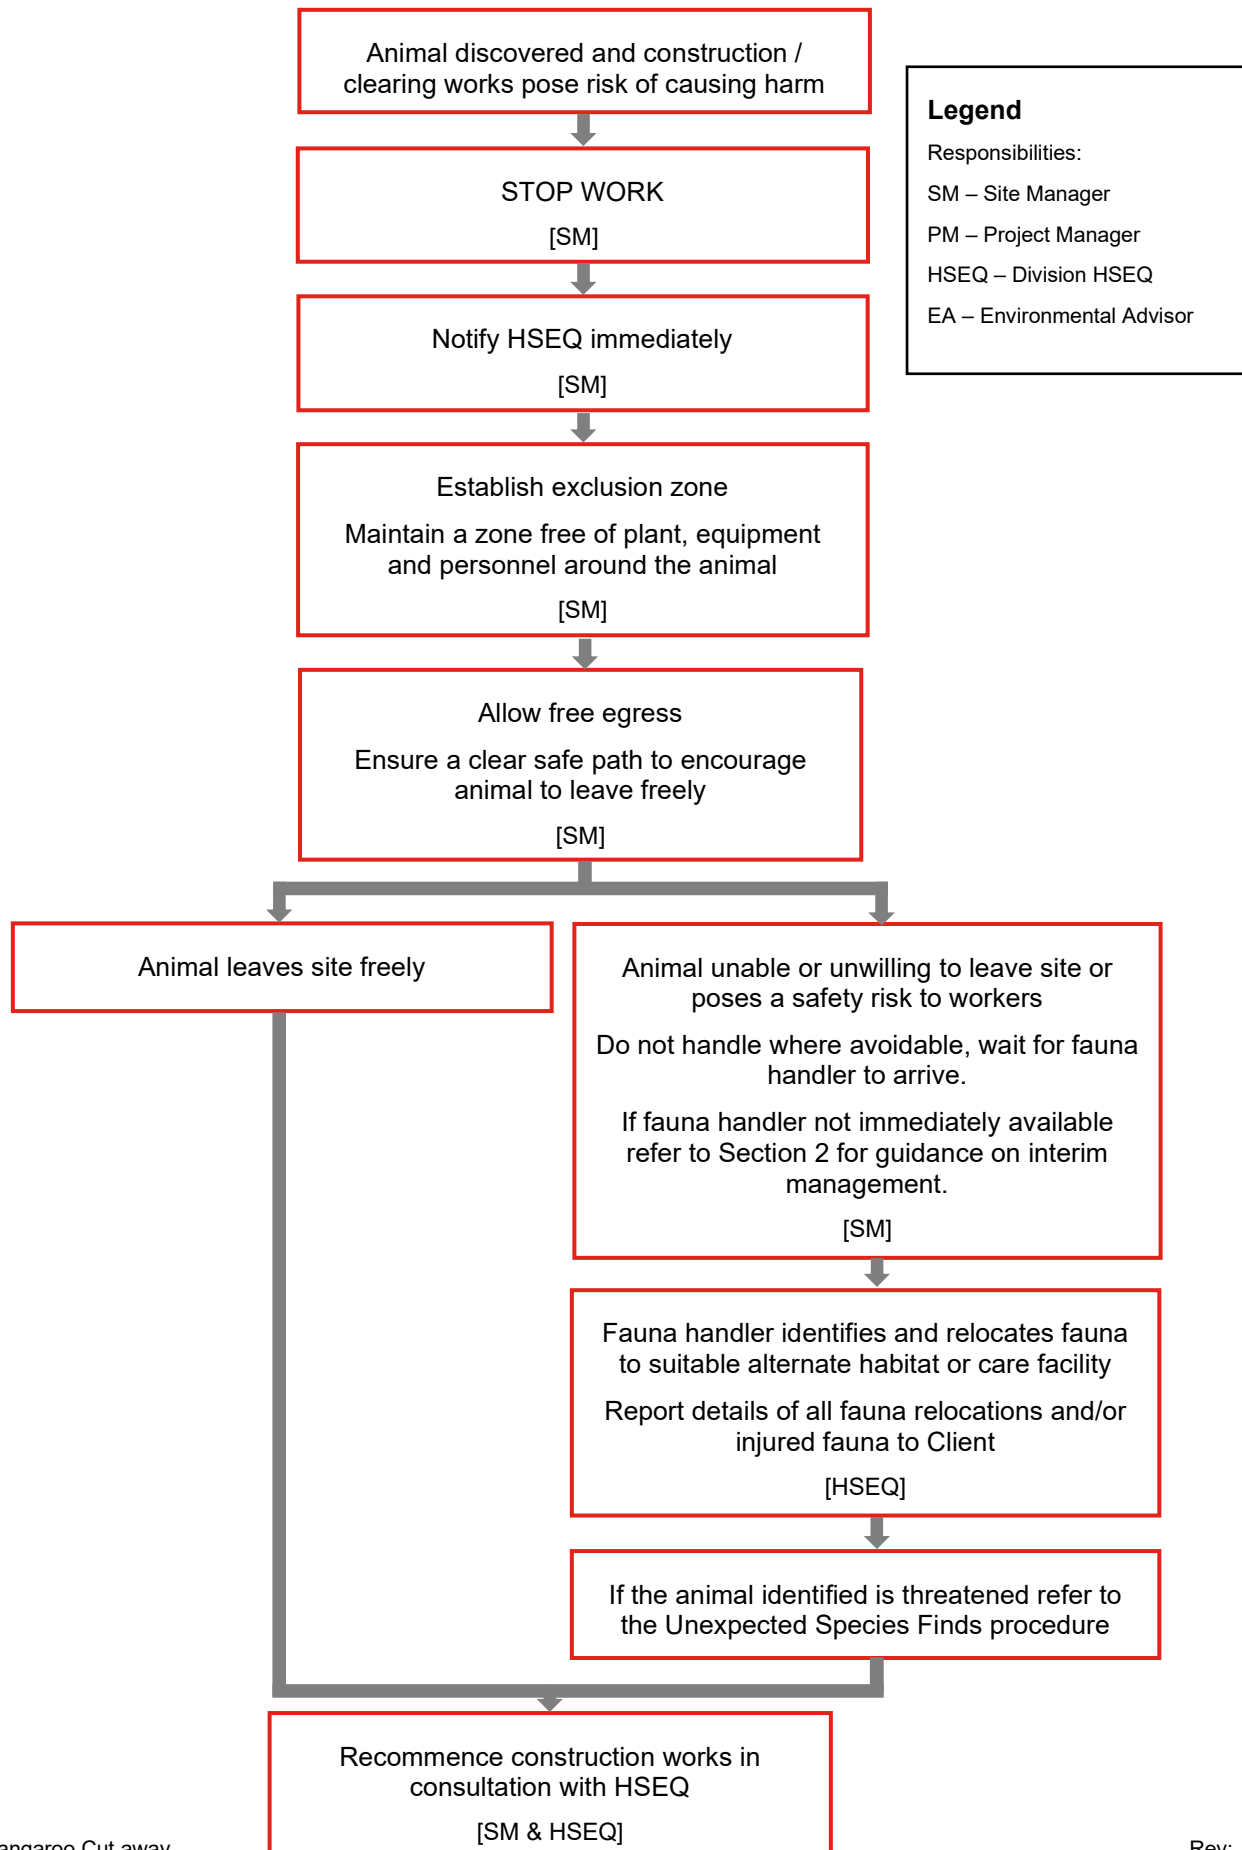 Animal discovered and construction /
clearing works pose risk of causing harm
Legend
Responsibilities:
SM – Site Manager
PM – Project Manager
HSEQ – Division HSEQ
EA – Environmental Advisor
STOP WORK
[SM]
Notify HSEQ immediately
[SM]
Establish exclusion zone
Maintain a zone free of plant, equipment
and personnel around the animal
[SM]
Allow free egress
Ensure a clear safe path to encourage
animal to leave freely
[SM]
Animal leaves site freely
Animal unable or unwilling to leave site or
poses a safety risk to workers
Do not handle where avoidable, wait for fauna
handler to arrive.
If fauna handler not immediately available
refer to Section 2 for guidance on interim
management.
[SM]
Fauna handler identifies and relocates fauna
to suitable alternate habitat or care facility
Report details of all fauna relocations and/or
injured fauna to Client
[HSEQ]
If the animal identified is threatened refer to
the Unexpected Species Finds procedure
Recommence construction works in
consultation with HSEQ
[SM & HSEQ]
Cut away
Rev: